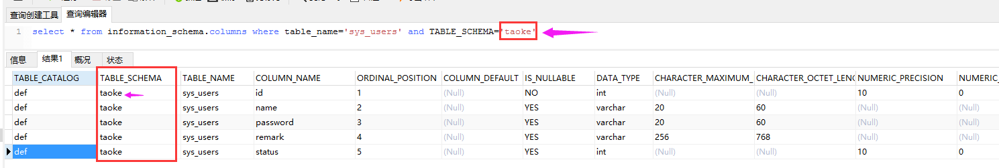 查询创建工具 查询编辑器
1 select * from information_schema.columns where table_name='sys_users' and TABLE_SCHEMA='taoke'
信息 结果1 概况 状态
TABLE_CATALOG TABLE_SCHEMA TABLE_NAME COLUMN_NAME ORDINAL_POSITION COLUMN_DEFAULT IS_NULLABLE DATA_TYPE CHARACTER_MAXIMUM_ CHARACTER_OCTET_LENG NUMERIC_PRECISION NUMERIC_
def taoke sys_users id 1 (Null) NO int (Null) (Null) 10 0
def taoke sys_users name 2 (Null) YES varchar 20 60 (Null) (Null)
def taoke sys_users password 3 (Null) YES varchar 20 60 (Null) (Null)
def taoke sys_users remark 4 (Null) YES varchar 256 768 (Null) (Null)
def taoke sys_users status 5 (Null) YES int (Null) (Null) 10 0